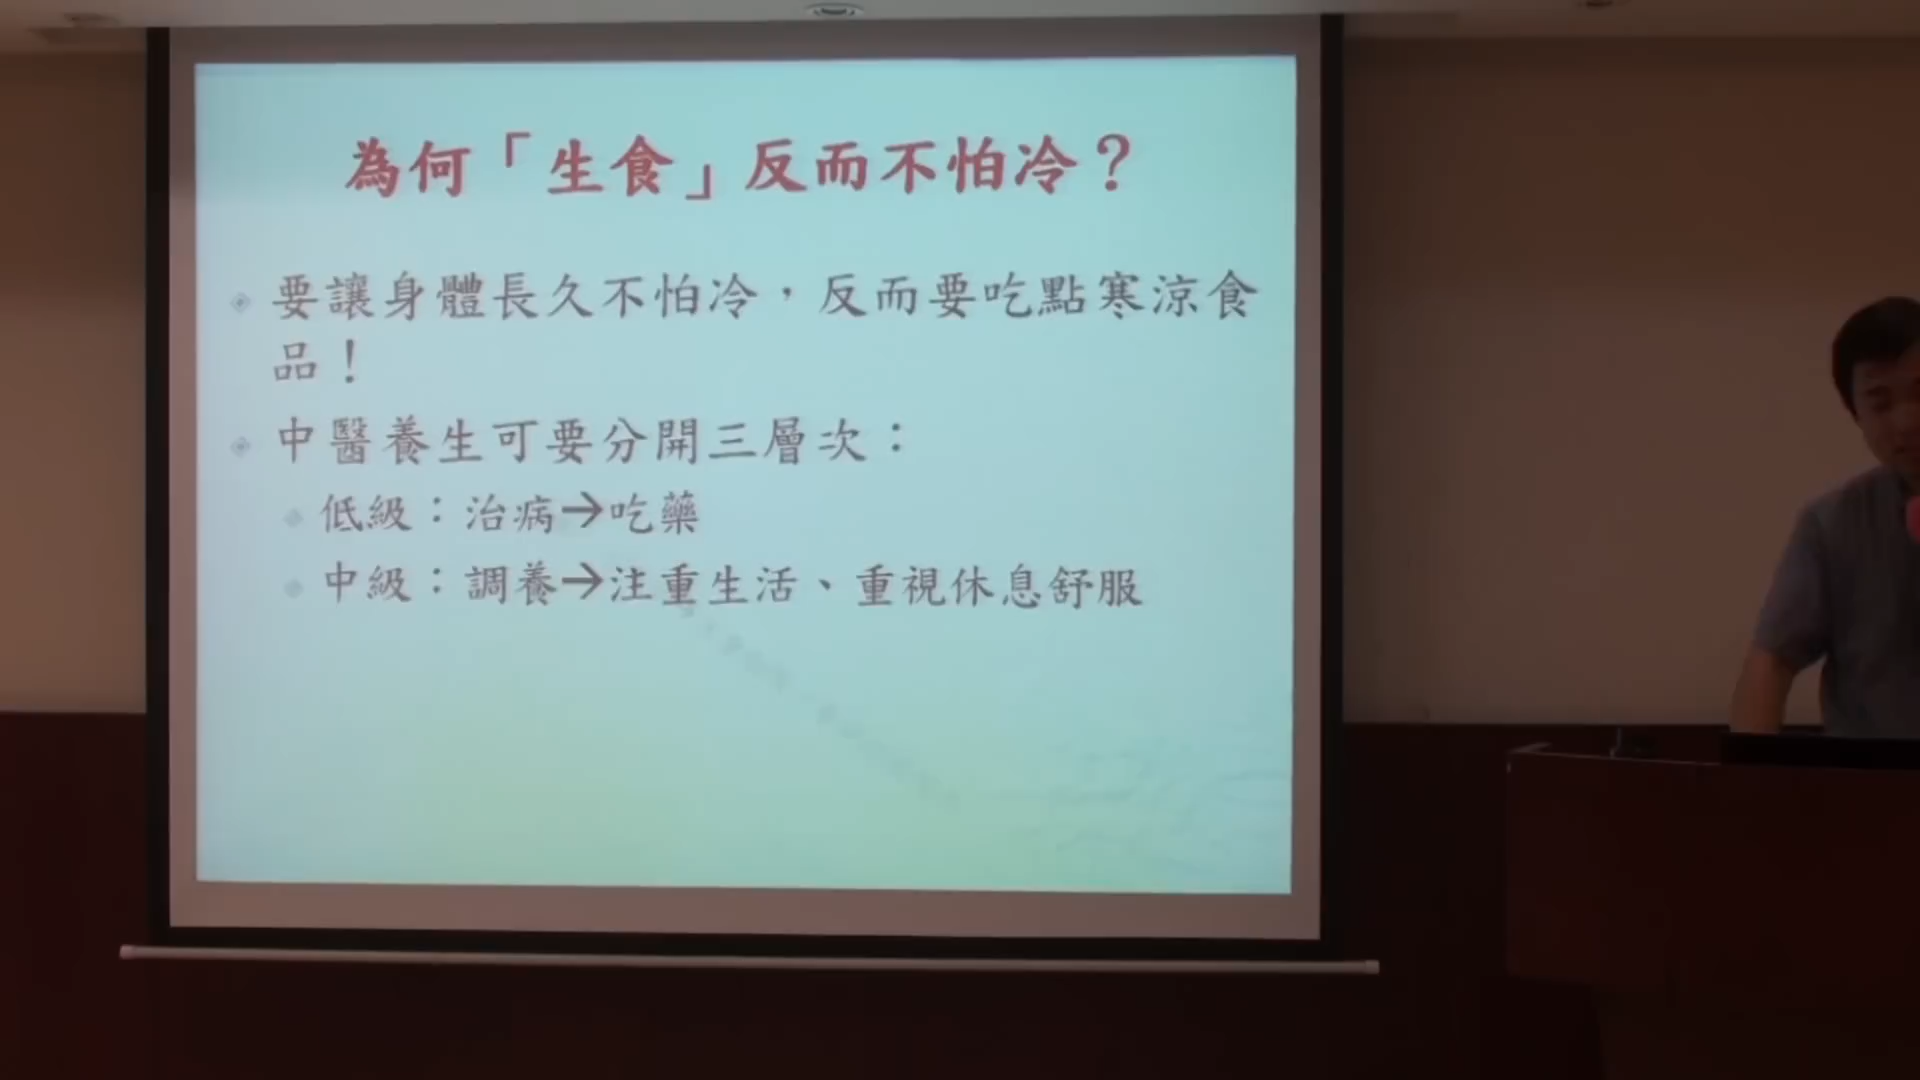 為何「生食」反而不怕冷？
要讓身體長久不怕冷，反而要吃點寒涼食
品！
中醫養生可要分開三層次：
低級：治病→吃藥
中級：調養→注重生活、重視休息舒服